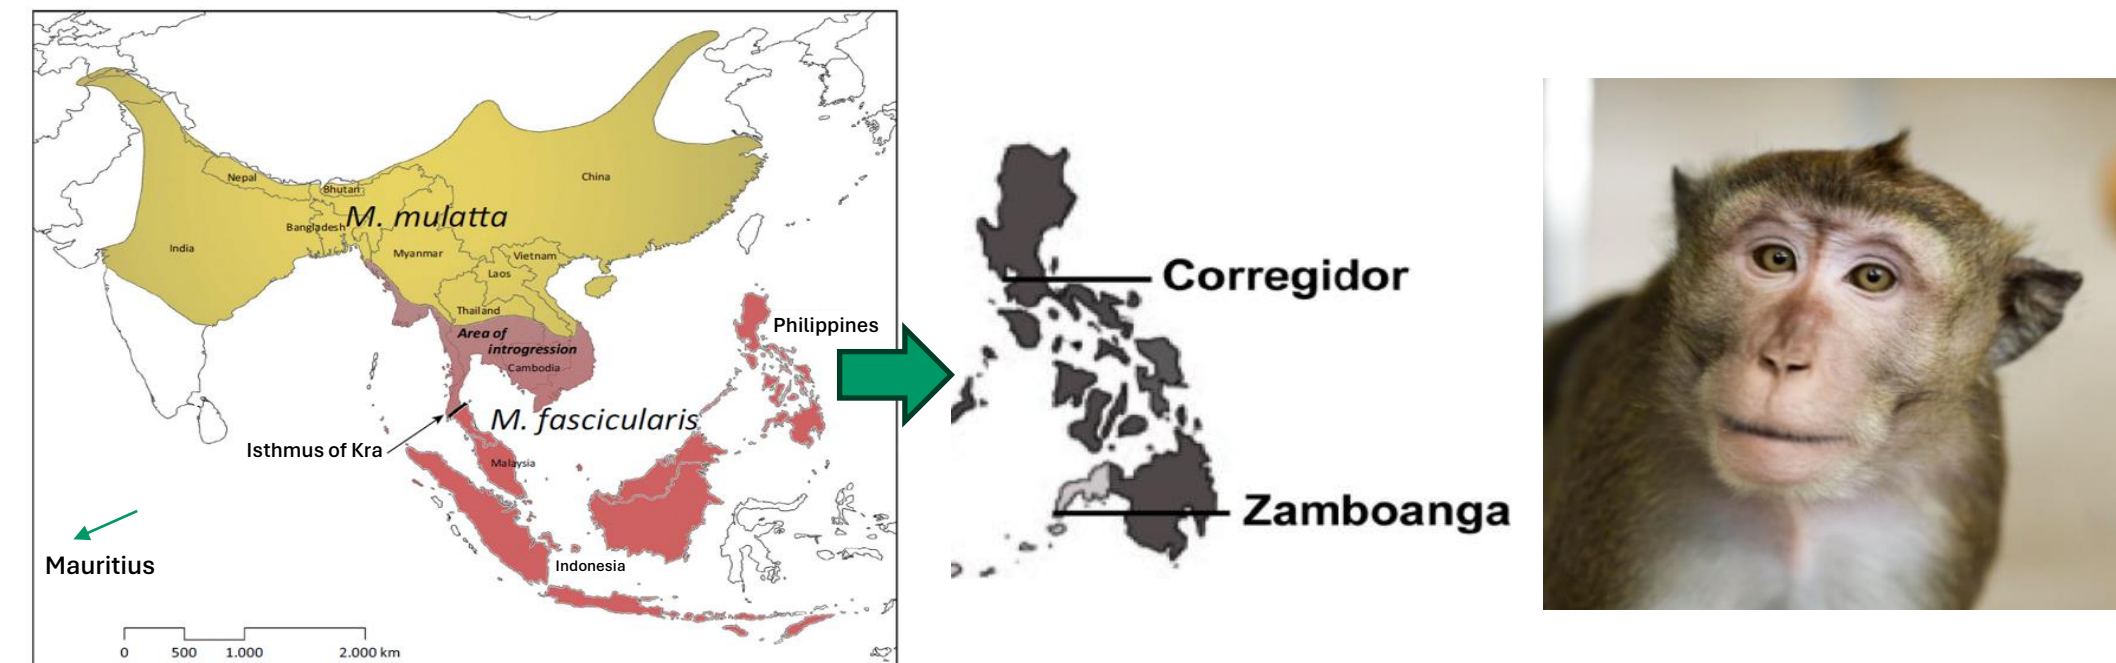 Nepal
Bhutan
China
M. mulatta
Bangladesh
India
Myanmar
Vietnam
Laos
Thailand
Area of
introgression
Cambodia
Philippines
M. fascicularis
Isthmus of Kra
Malaysia
Mauritius
Indonesia
0 500 1.000 2.000 km
Corregidor
Zamboanga